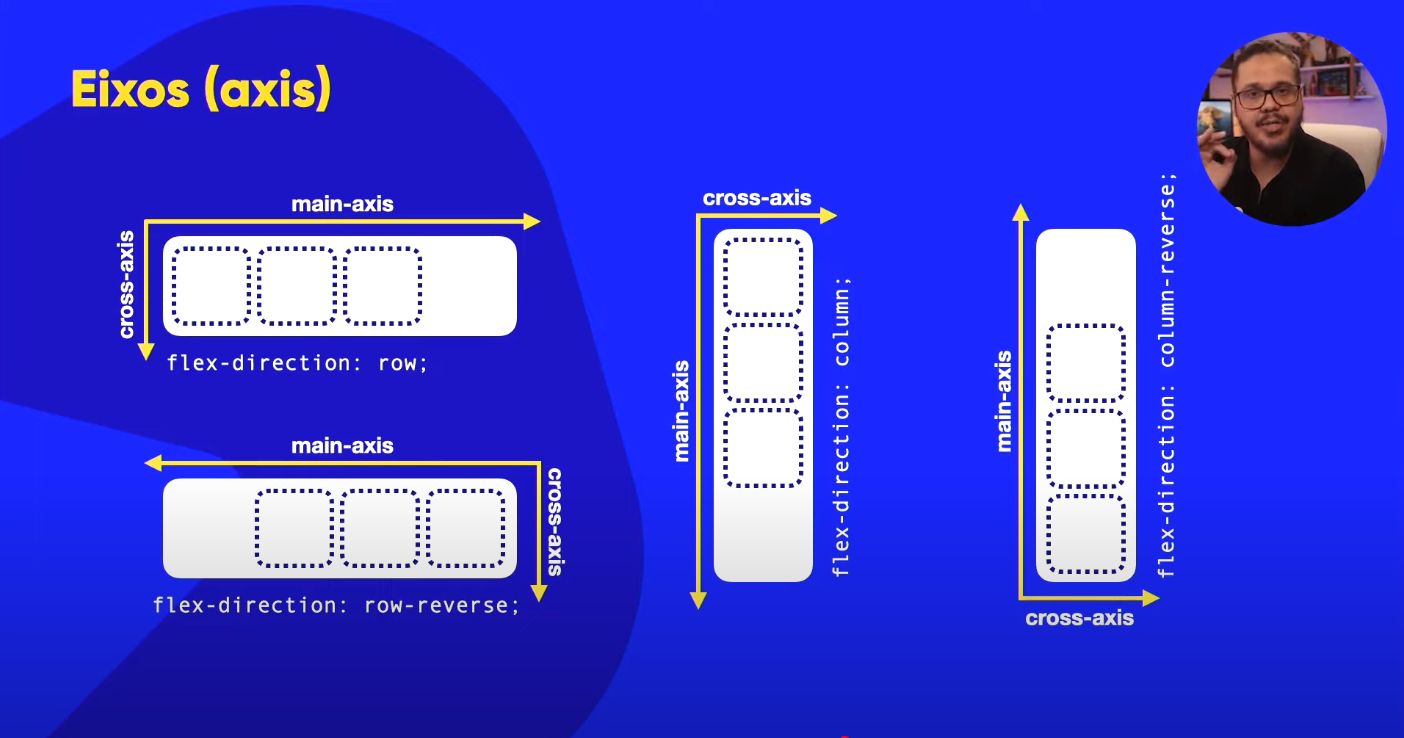 Eixos (axis)
main-axis
cross-axis
flex-direction: row;
main-axis
cross-axis
flex-direction: row-reverse;
cross-axis
main-axis
flex-direction: column;
main-axis
cross-axis
flex-direction: column-reverse;